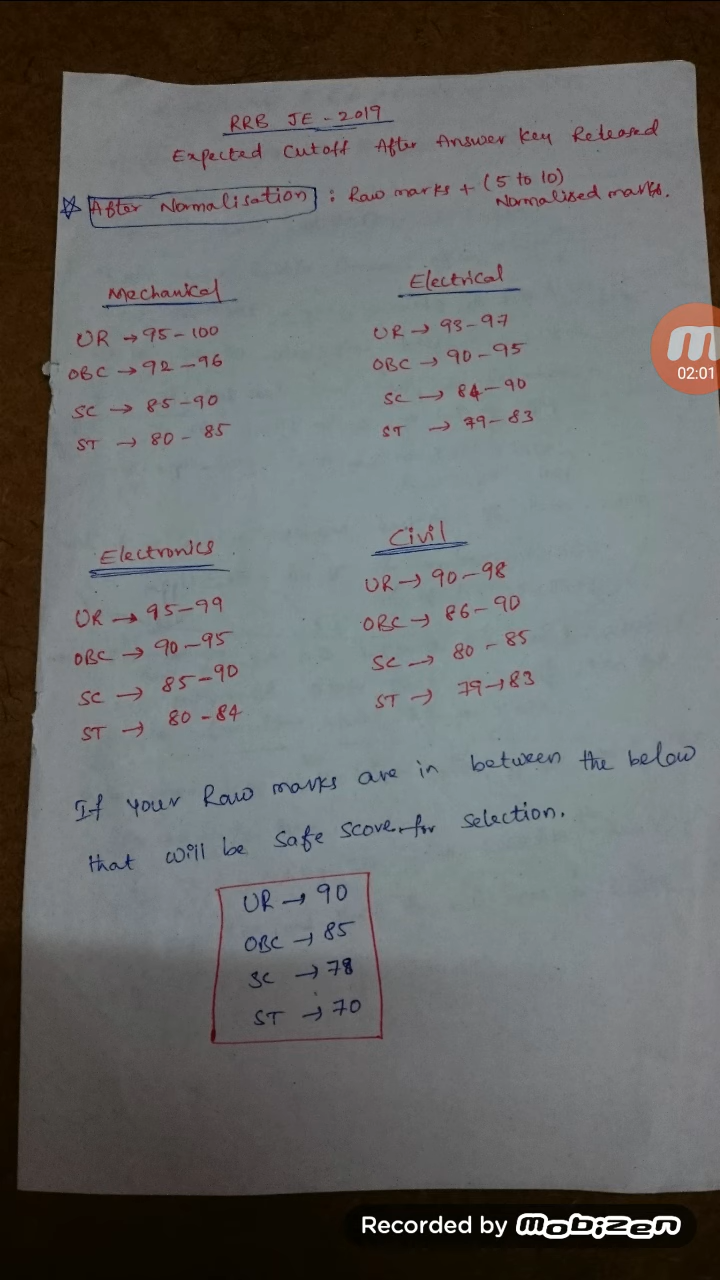 RRB JE - 2019
Expected Cutoff After Answer Key Released
After Normalisation : Raw marks + (5 to 10)
Normalised marks.
Mechanical
UR → 95-100
OBC → 92-96
SC → 85-90
ST → 80-85
Electrical
UR → 93-97
OBC → 90-95
SC → 84-90
ST → 79-83
Electronics
UR → 95-99
OBC → 90-95
SC → 85-90
ST → 80-84
Civil
UR → 90-98
OBC → 86-90
SC → 80-85
ST → 79→83
If your Raw marks are in between the below
that will be safe score for selection.
UR → 90
OBC → 85
SC → 78
ST → 70
m
02:01
Recorded by mobizen